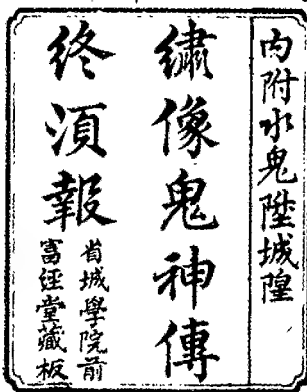 内附水鬼陞城隍
繡像鬼神傳
終須報
省城學院前
富經堂藏板